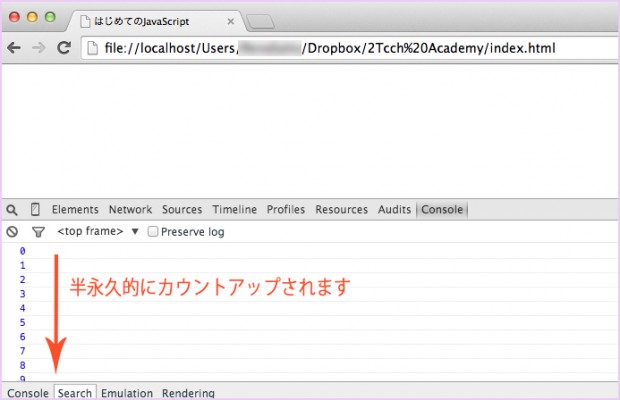 はじめてのJavaScript
file://localhost/Users/ /Dropbox/2Tcch%20Academy/index.html
Elements Network Sources Timeline Profiles Resources Audits Console
<top frame> ▼ Preserve log
0
1
2
半永久的にカウントアップされます
3
4
5
6
7
8
9
Console Search Emulation Rendering